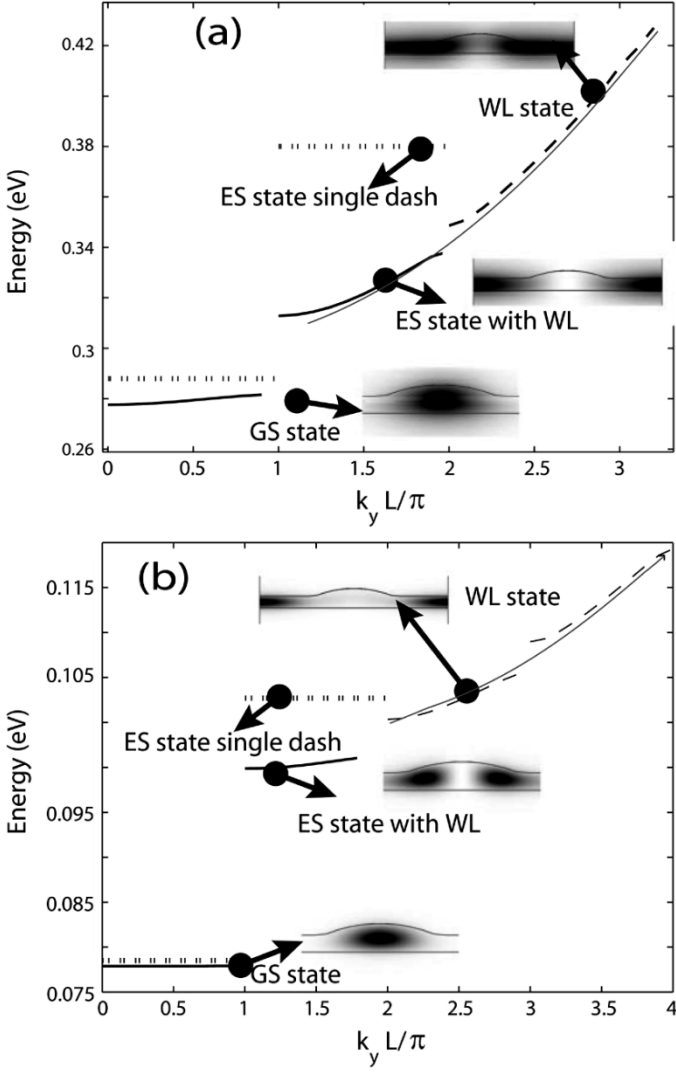 (a)
0.42
WL state
0.38
ES state single dash
Energy (eV)
0.34
ES state with WL
0.3
GS state
0.26
0 0.5 1 1.5 2 2.5 3
k_y L/π
(b)
0.115
WL state
0.105
ES state single dash
Energy (eV)
0.095
ES state with WL
0.085
GS state
0.075
0 0.5 1 1.5 2 2.5 3 3.5 4
k_y L/π